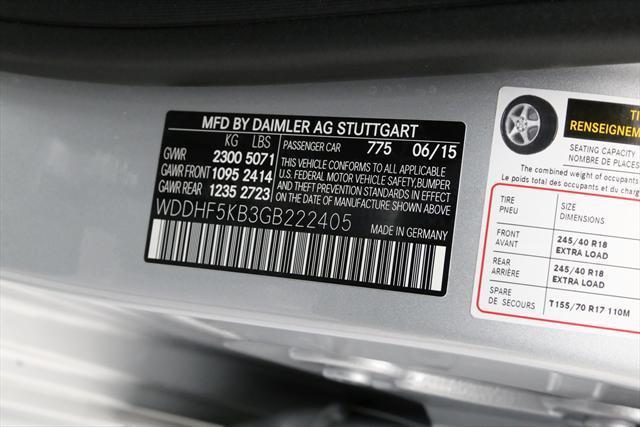 MFD BY DAIMLER AG STUTTGART
KG LBS
PASSENGER CAR 775 06/15
GVWR 2300 5071
GAWR FRONT 1095 2414
GAWR REAR 1235 2723
THIS VEHICLE CONFORMS TO ALL APPLICABLE
U.S. FEDERAL MOTOR VEHICLE SAFETY, BUMPER
AND THEFT PREVENTION STANDARDS IN EFFECT
ON THE DATE OF MANUFACTURE SHOWN ABOVE
WDDHF5KB3GB222405
MADE IN GERMANY
TI
RENSEIGNEME
SEATING CAPACITY
NOMBRE DE PLACES
The combined weight of occupants
Le poids total des occupants et du charge
TIRE
PNEU
SIZE
DIMENSIONS
FRONT
AVANT
245/40 R18
EXTRA LOAD
REAR
ARRIÈRE
245/40 R18
EXTRA LOAD
SPARE
DE SECOURS
T155/70 R17 110M